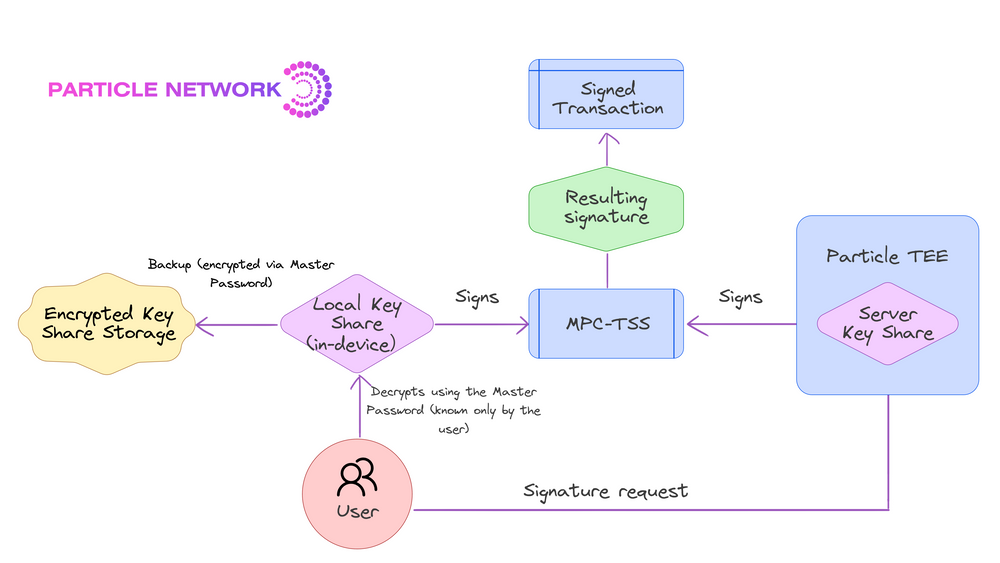 PARTICLE NETWORK
Signed
Transaction
Resulting
signature
Particle TEE
Server
Key Share
Backup (encrypted via Master
Password)
Encrypted Key
Share Storage
Local Key
Share
(in-device)
Signs
MPC-TSS
Signs
Decrypts using the Master
Password (known only by the
user)
User
Signature request